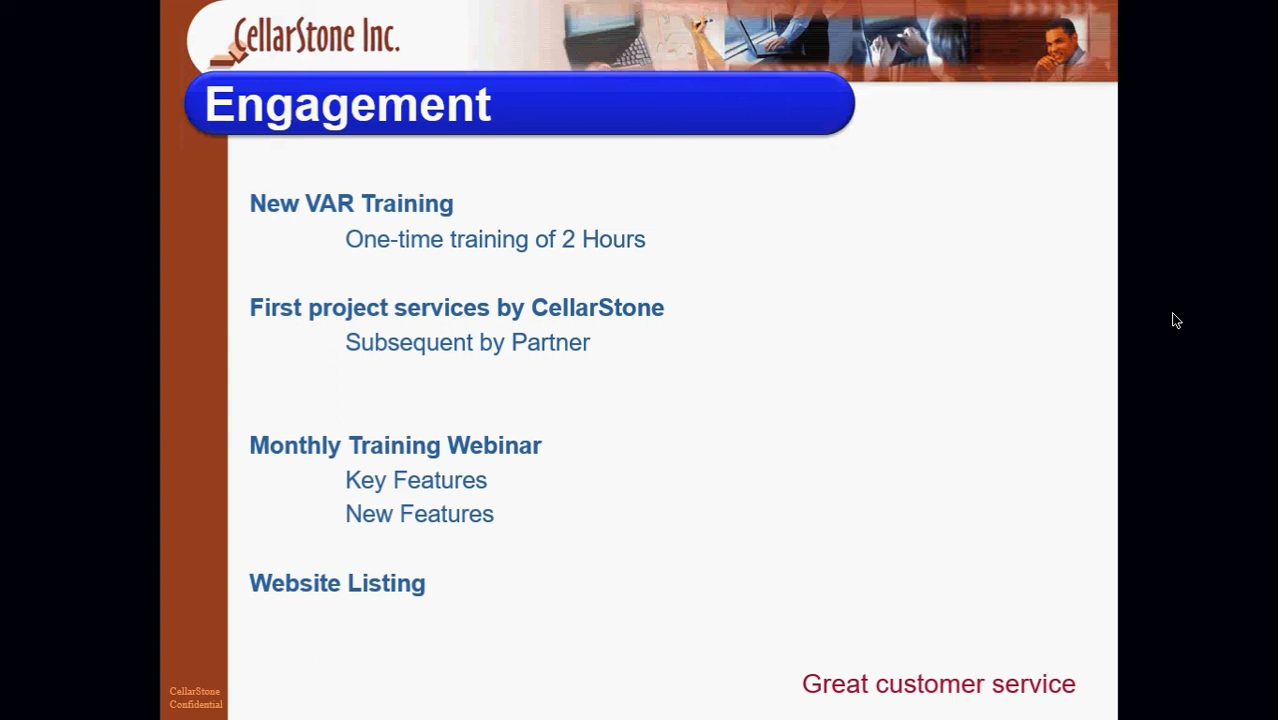 CellarStone Inc.
Engagement
New VAR Training
One-time training of 2 Hours
First project services by CellarStone
Subsequent by Partner
Monthly Training Webinar
Key Features
New Features
Website Listing
Great customer service
CellarStone
Confidential